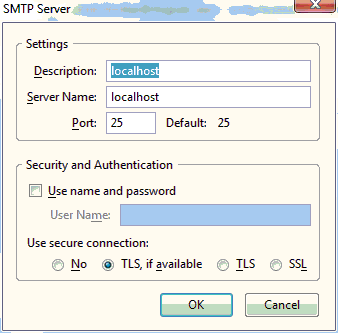 SMTP Server
Settings
Description: localhost
Server Name: localhost
Port: 25 Default: 25
Security and Authentication
Use name and password
User Name:
Use secure connection:
No TLS, if available TLS SSL
OK Cancel